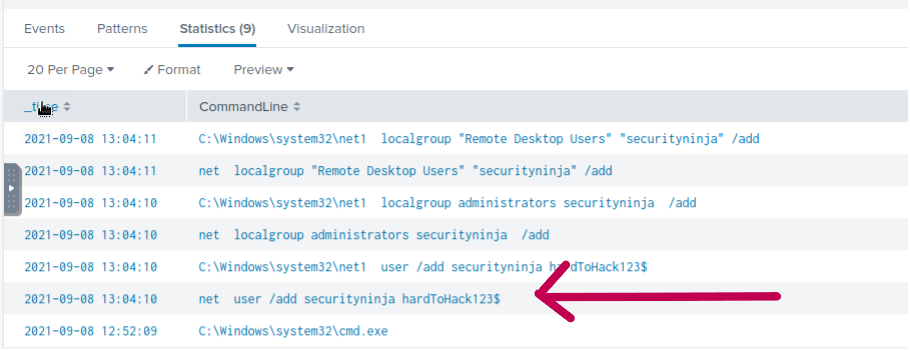 Events Patterns Statistics (9) Visualization
20 Per Page Format Preview
_time CommandLine
2021-09-08 13:04:11 C:\Windows\system32\net1  localgroup "Remote Desktop Users" "securityninja" /add
2021-09-08 13:04:11 net  localgroup "Remote Desktop Users" "securityninja" /add
2021-09-08 13:04:10 C:\Windows\system32\net1  localgroup administrators securityninja  /add
2021-09-08 13:04:10 net  localgroup administrators securityninja  /add
2021-09-08 13:04:10 C:\Windows\system32\net1  user /add securityninja hardToHack123$
2021-09-08 13:04:10 net  user /add securityninja hardToHack123$
2021-09-08 12:52:09 C:\Windows\system32\cmd.exe